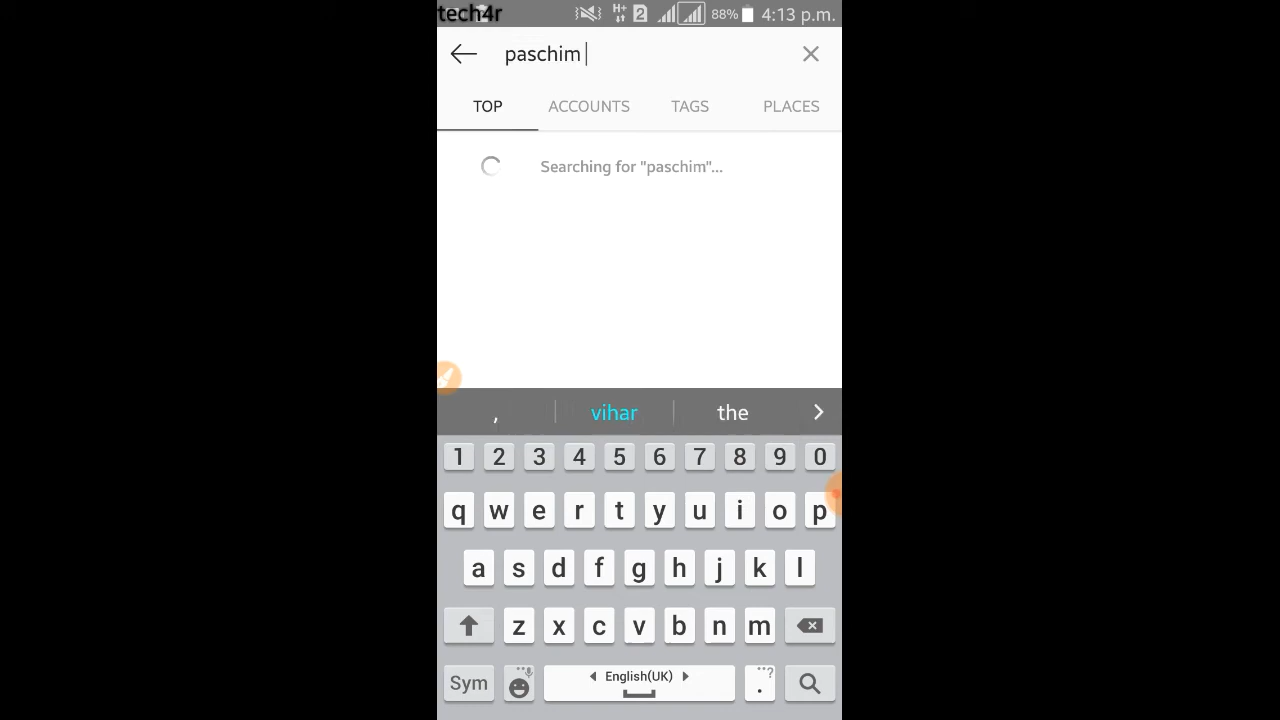 tech4r
H+ 2 88% 4:13 p.m.
paschim
TOP ACCOUNTS TAGS PLACES
Searching for "paschim"...
, vihar the
1 2 3 4 5 6 7 8 9 0
q w e r t y u i o p
a s d f g h j k l
z x c v b n m
Sym English(UK) . ?